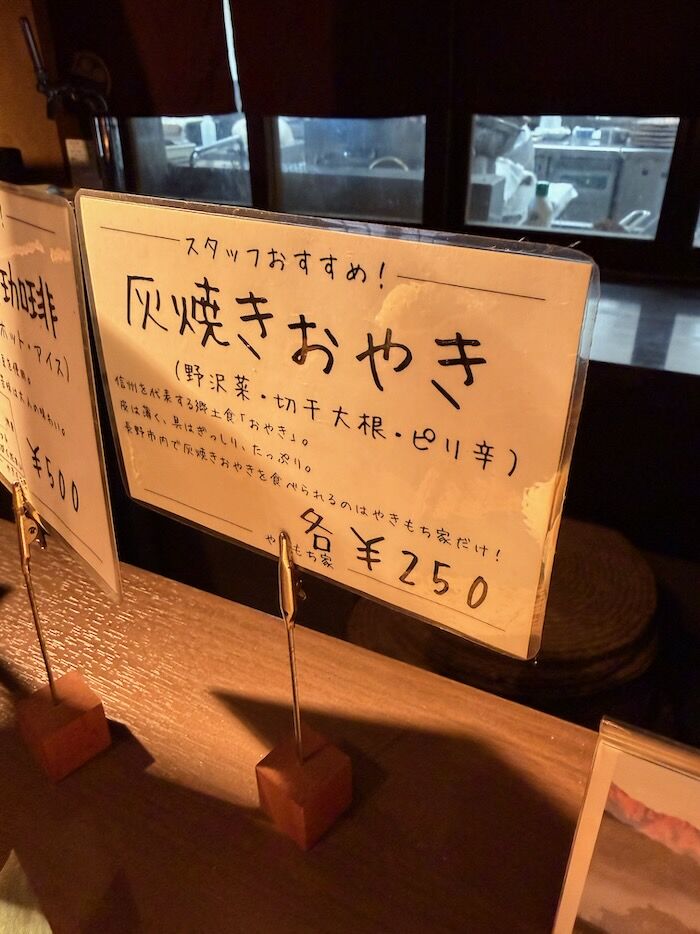 珈琲
ホット・アイス)
¥500
スタッフおすすめ!
灰焼きおやき
(野沢菜・切干大根・ピリ辛)
信州を代表する郷土食「おやき」。
皮は薄く、具はぎっしり、たっぷり。
長野市内で灰焼きおやきを食べられるのはやきもち家だけ!
各¥250
やきもち家